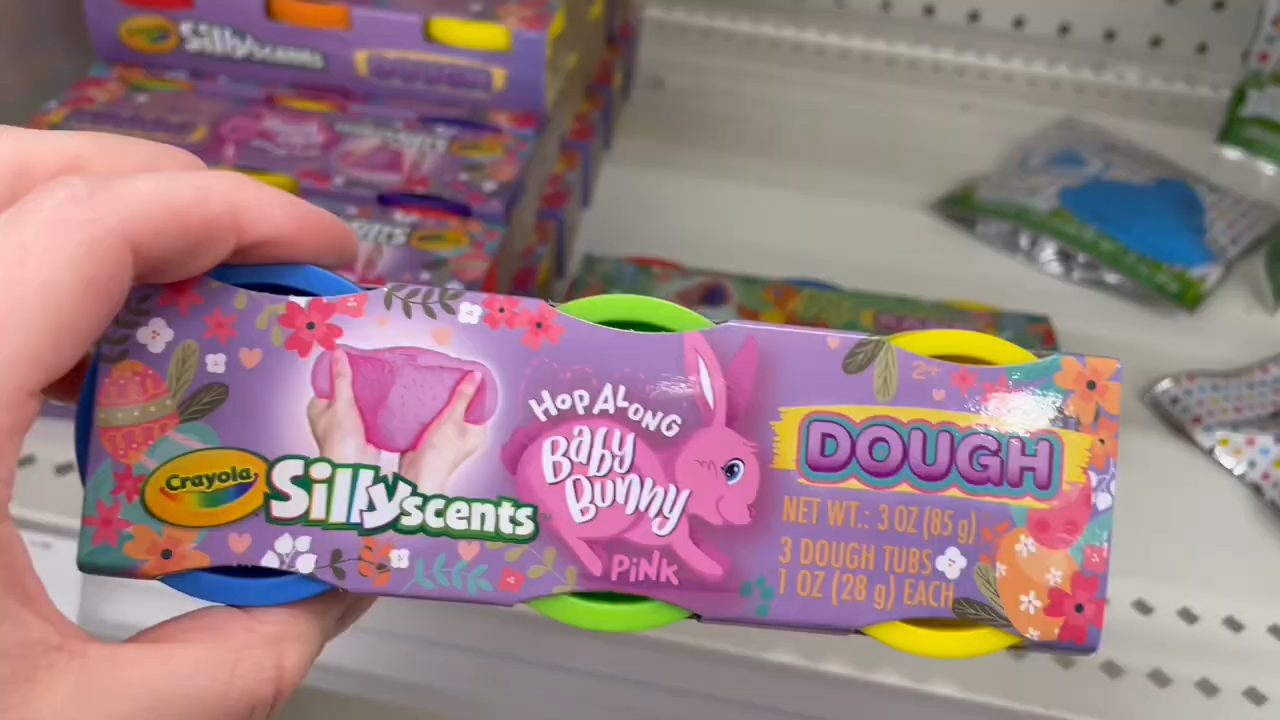 Crayola
Silly scents
DOUGH
Crayola
Silly scents
HOP ALONG
Baby
Bunny
PINK
2+
DOUGH
NET WT.: 3 OZ (85 g)
3 DOUGH TUBS
1 OZ (28 g) EACH